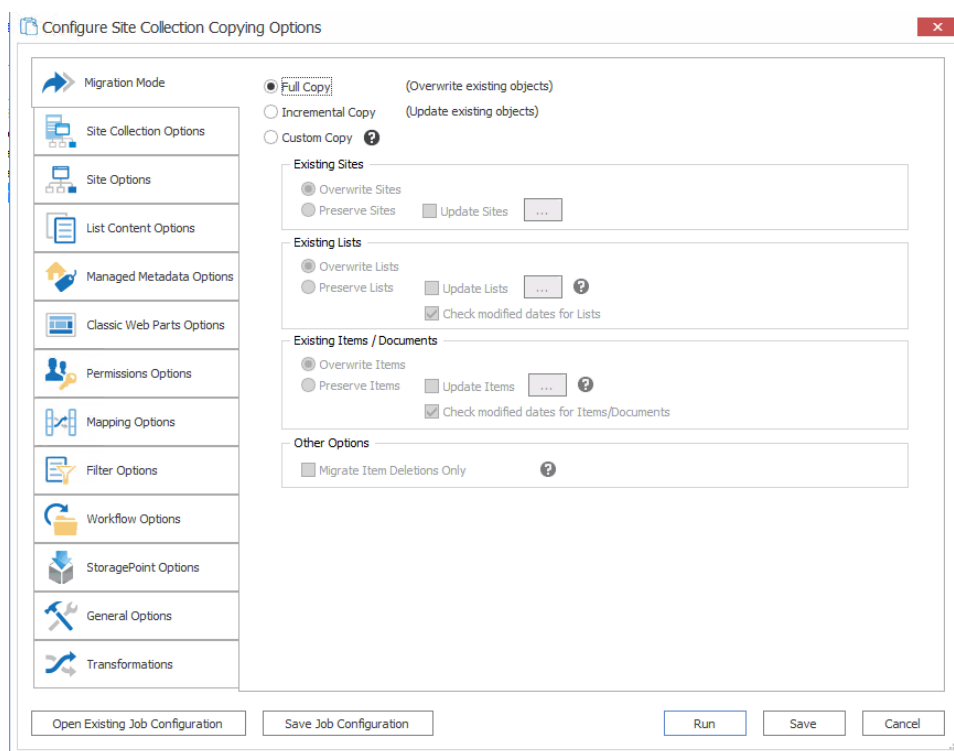 Configure Site Collection Copying Options
Migration Mode
Site Collection Options
Site Options
List Content Options
Managed Metadata Options
Classic Web Parts Options
Permissions Options
Mapping Options
Filter Options
Workflow Options
StoragePoint Options
General Options
Transformations
Full Copy (Overwrite existing objects)
Incremental Copy (Update existing objects)
Custom Copy ?
Existing Sites
Overwrite Sites
Preserve Sites Update Sites ...
Existing Lists
Overwrite Lists
Preserve Lists Update Lists ... ?
Check modified dates for Lists
Existing Items / Documents
Overwrite Items
Preserve Items Update Items ... ?
Check modified dates for Items/Documents
Other Options
Migrate Item Deletions Only ?
Open Existing Job Configuration Save Job Configuration Run Save Cancel